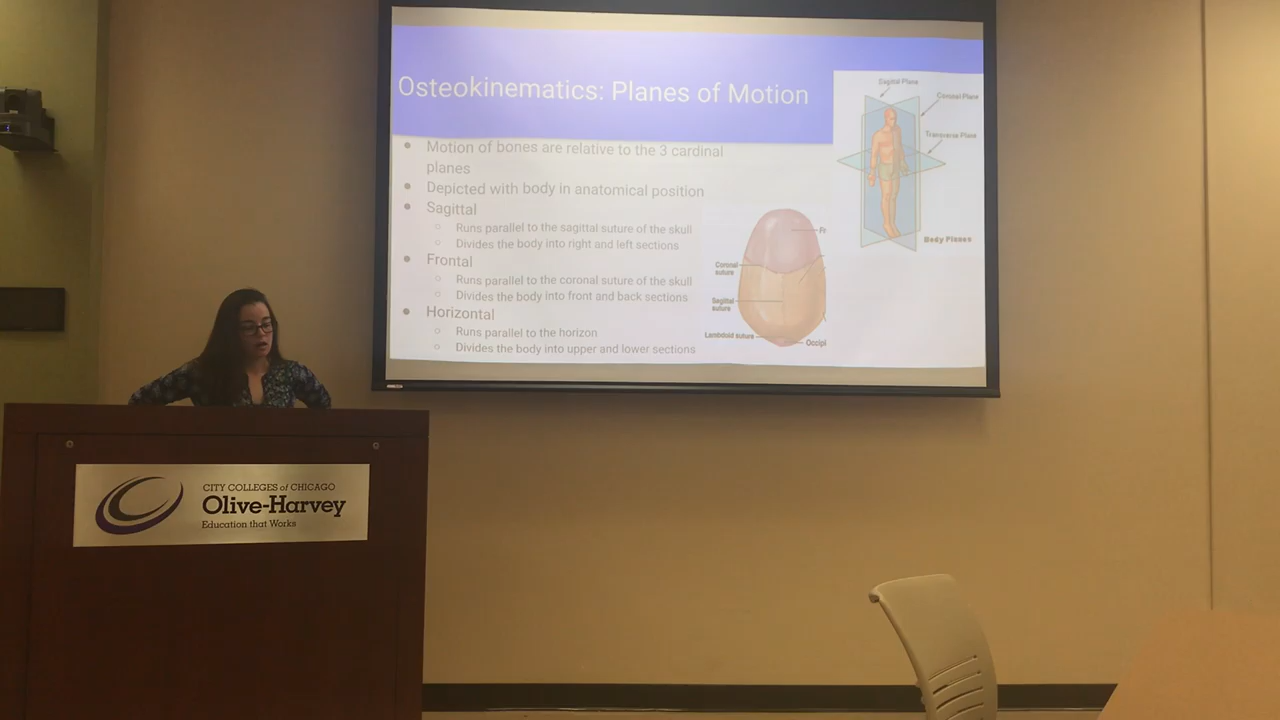 Osteokinematics: Planes of Motion
Motion of bones are relative to the 3 cardinal
planes
Depicted with body in anatomical position
Sagittal
Runs parallel to the sagittal suture of the skull
Divides the body into right and left sections
Frontal
Runs parallel to the coronal suture of the skull
Divides the body into front and back sections
Horizontal
Runs parallel to the horizon
Divides the body into upper and lower sections
Fr
Coronal
suture
Sagittal
suture
Lambdoid suture
Occipi
Sagittal Plane
Coronal Plane
Transverse Plane
Body Planes
CITY COLLEGES of CHICAGO
Olive-Harvey
Education that Works